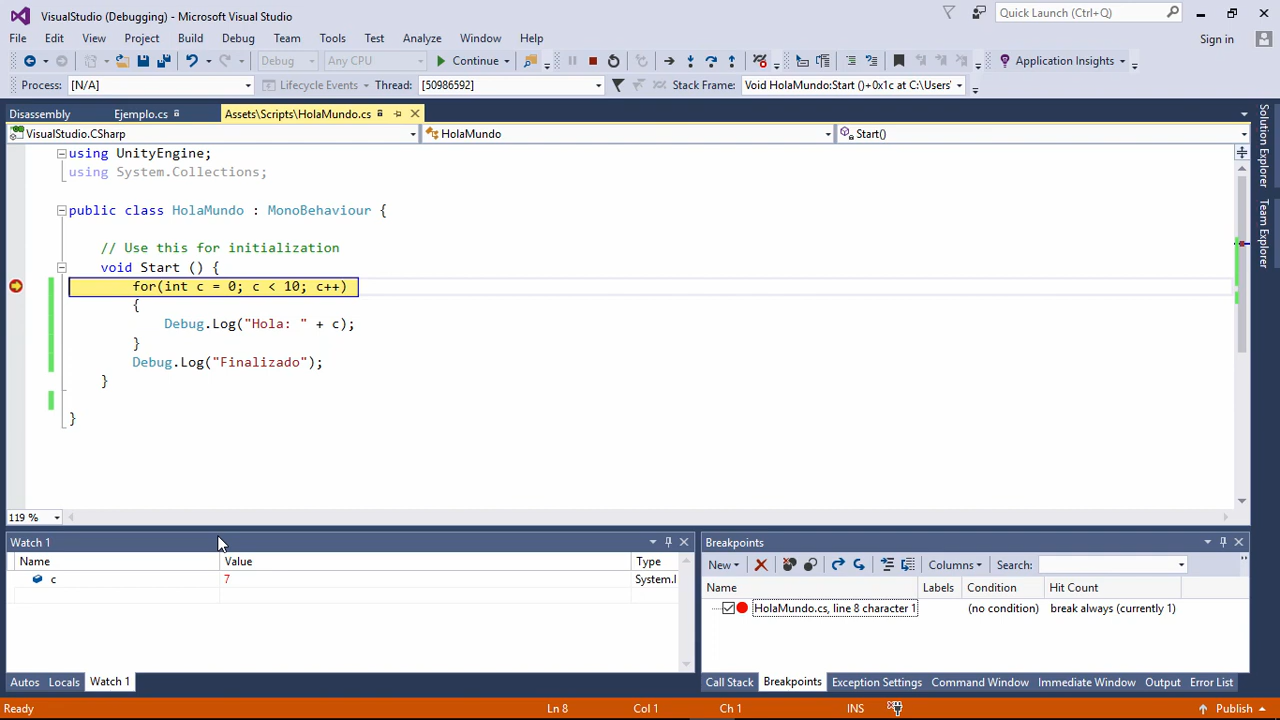 VisualStudio (Debugging) - Microsoft Visual Studio
Quick Launch (Ctrl+Q)
File Edit View Project Build Debug Team Tools Test Analyze Window Help
Sign in
Debug Any CPU Continue Application Insights
Process: [N/A] Lifecycle Events Thread: [50986592] Stack Frame: Void HolaMundo:Start ()+0x1c at C:\Users'
Disassembly Ejemplo.cs Assets\Scripts\HolaMundo.cs
VisualStudio.CSharp HolaMundo Start()
using UnityEngine;
using System.Collections;
public class HolaMundo : MonoBehaviour {
// Use this for initialization
void Start () {
for(int c = 0; c < 10; c++)
{
Debug.Log("Hola: " + c);
}
Debug.Log("Finalizado");
}
}
Solution Explorer
Team Explorer
119 %
Watch 1
Name Value Type
c 7 System.I
Autos Locals Watch 1
Breakpoints
New Columns Search:
Name Labels Condition Hit Count
HolaMundo.cs, line 8 character 1 (no condition) break always (currently 1)
Call Stack Breakpoints Exception Settings Command Window Immediate Window Output Error List
Ready Ln 8 Col 1 Ch 1 INS Publish